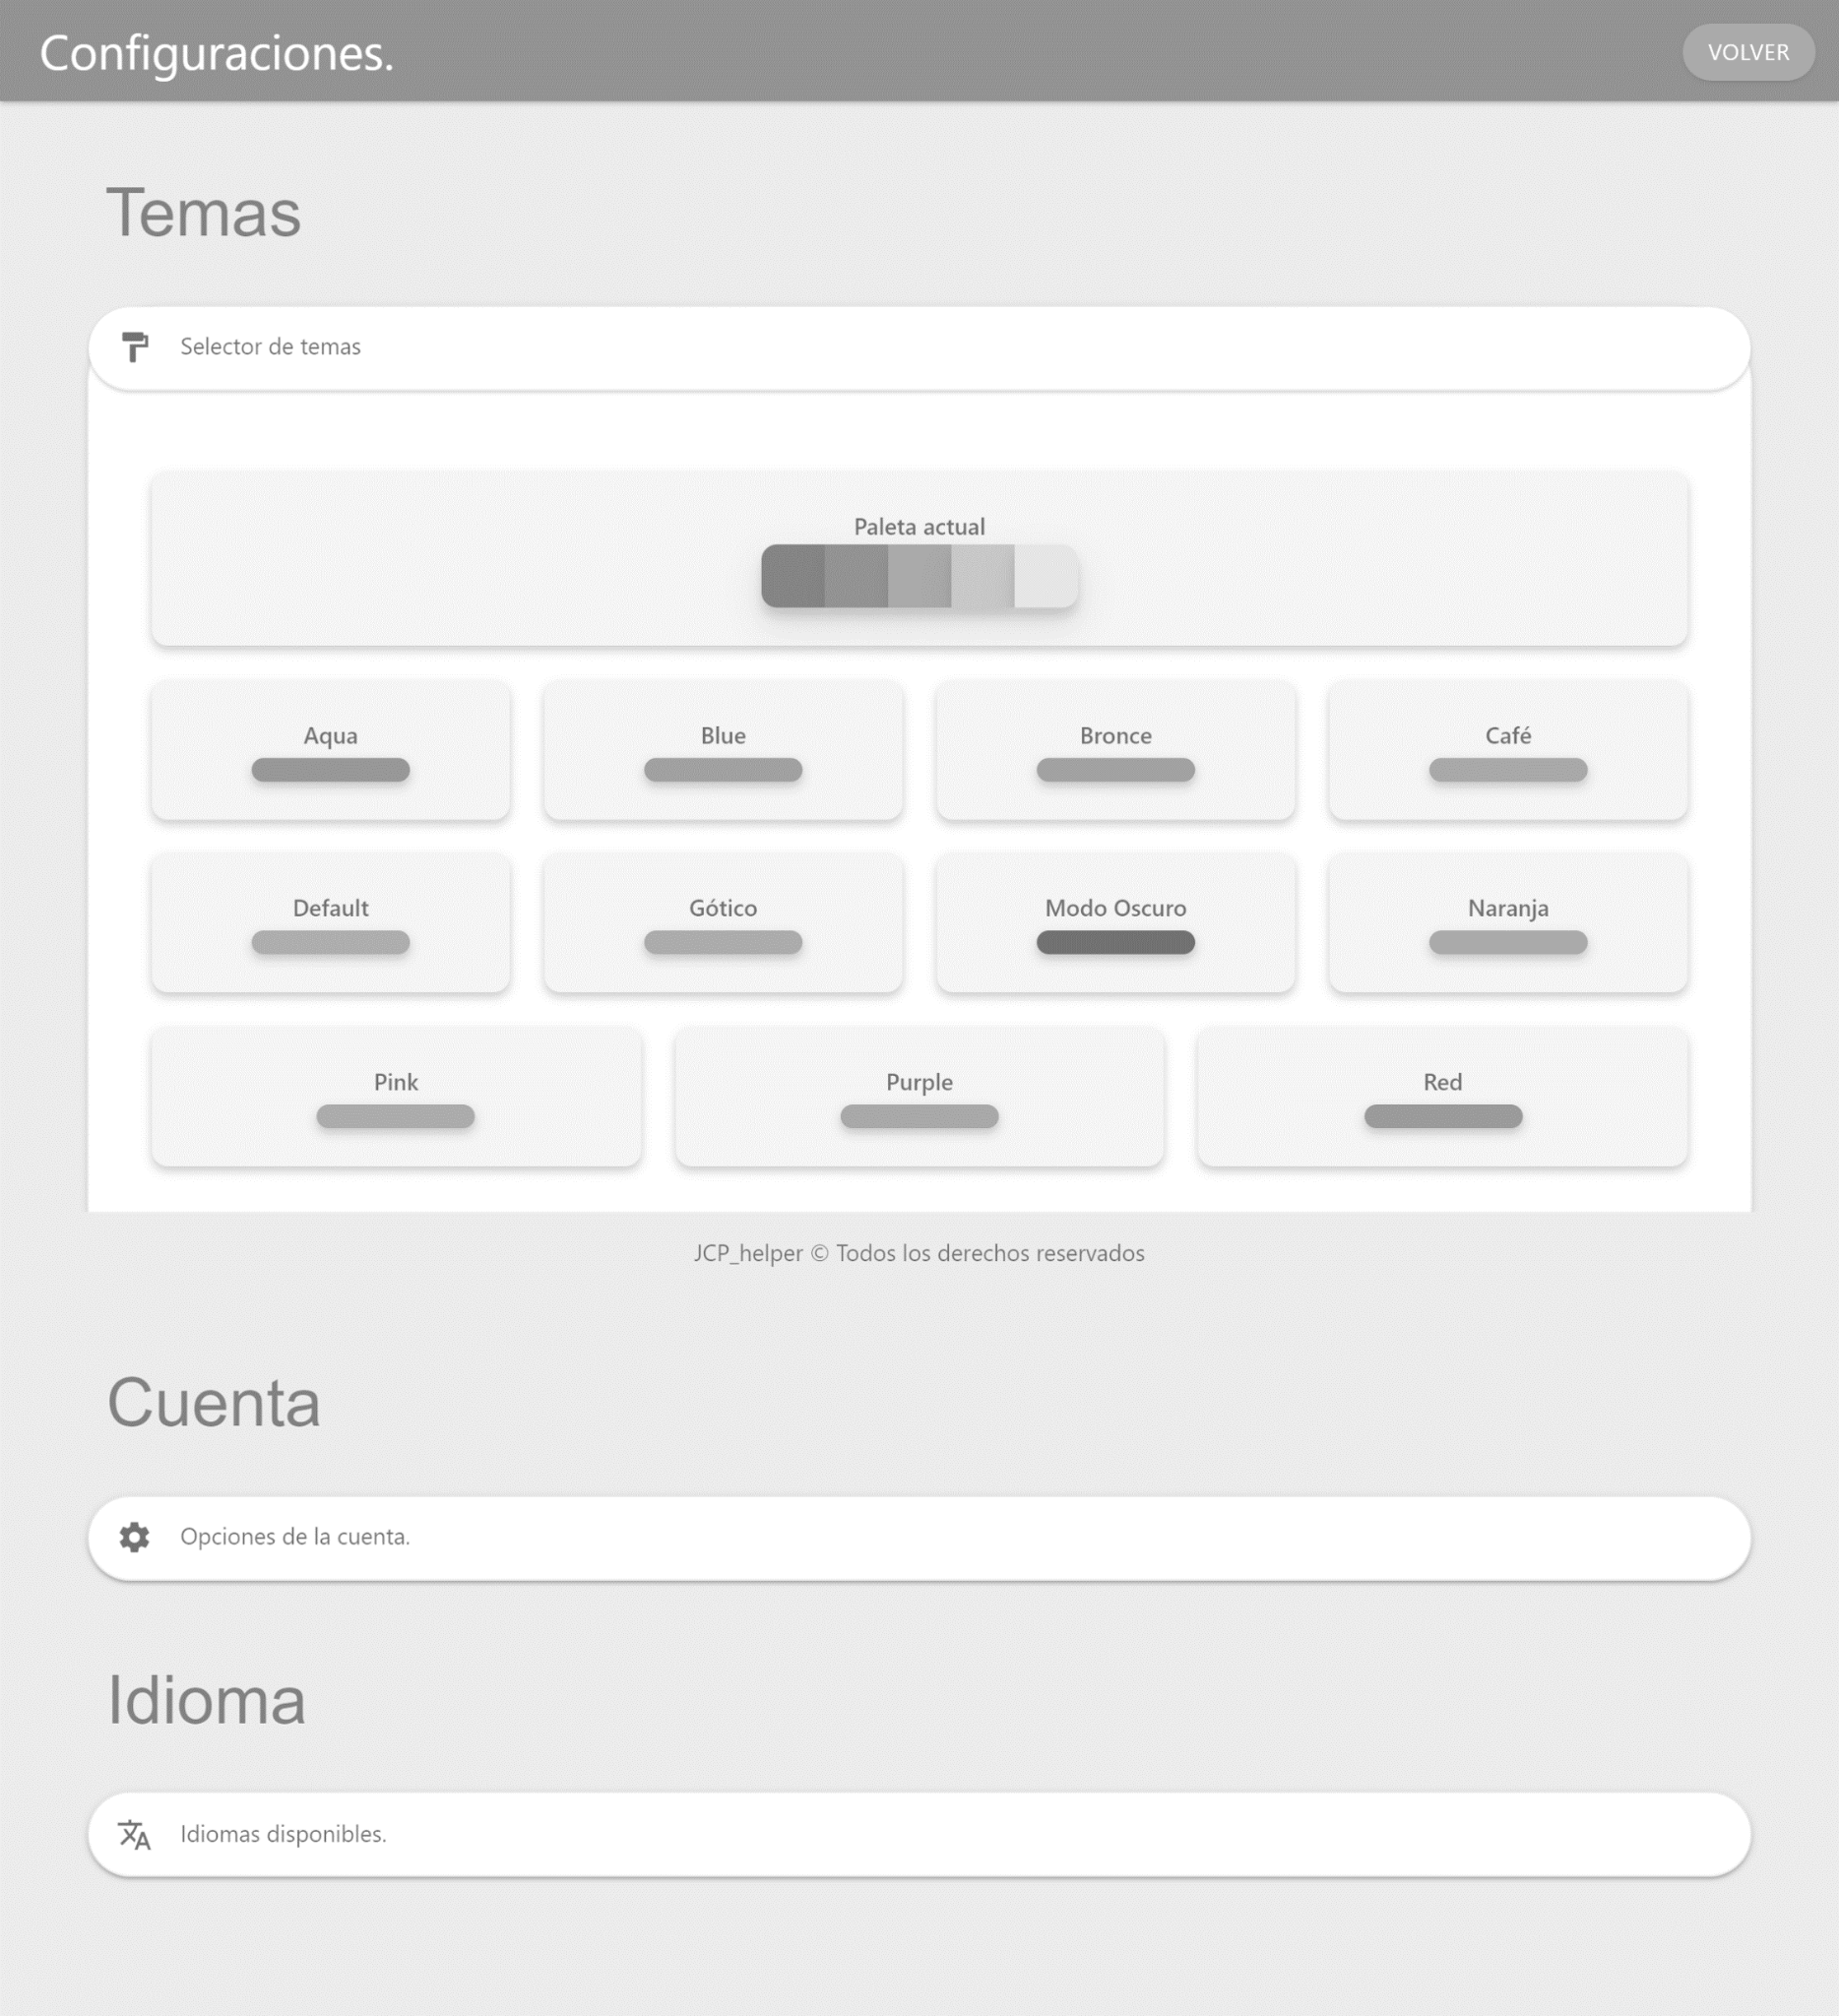 Configuraciones.
VOLVER
Temas
Selector de temas
Paleta actual
Aqua
Blue
Bronce
Café
Default
Gótico
Modo Oscuro
Naranja
Pink
Purple
Red
JCP_helper © Todos los derechos reservados
Cuenta
Opciones de la cuenta.
Idioma
Idiomas disponibles.